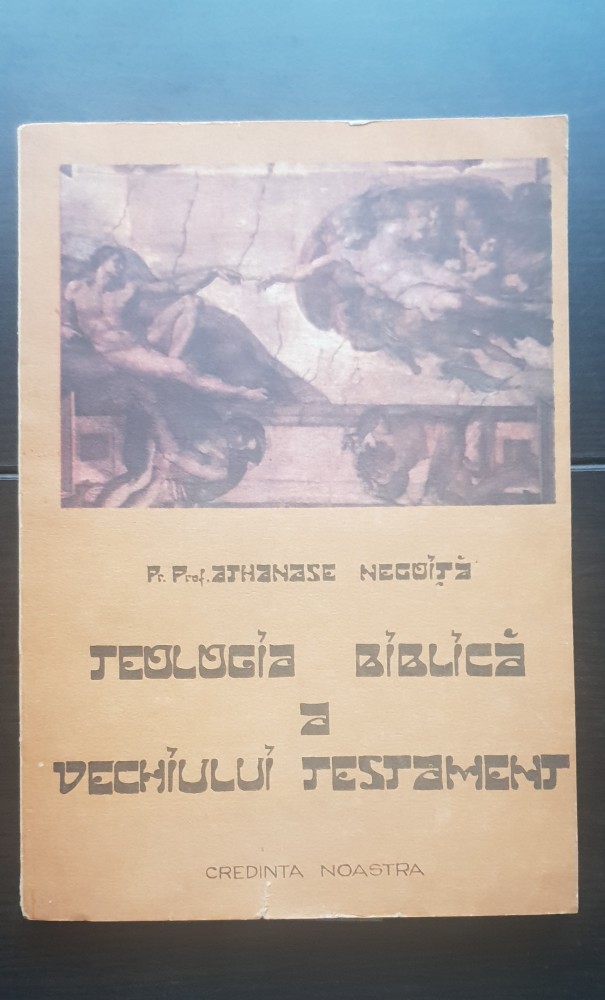 Pr. Prof. ATHANASE NEGOIȚĂ
TEOLOGIA BIBLICĂ
a
VECHIULUI TESTAMENT
CREDINTA NOASTRA